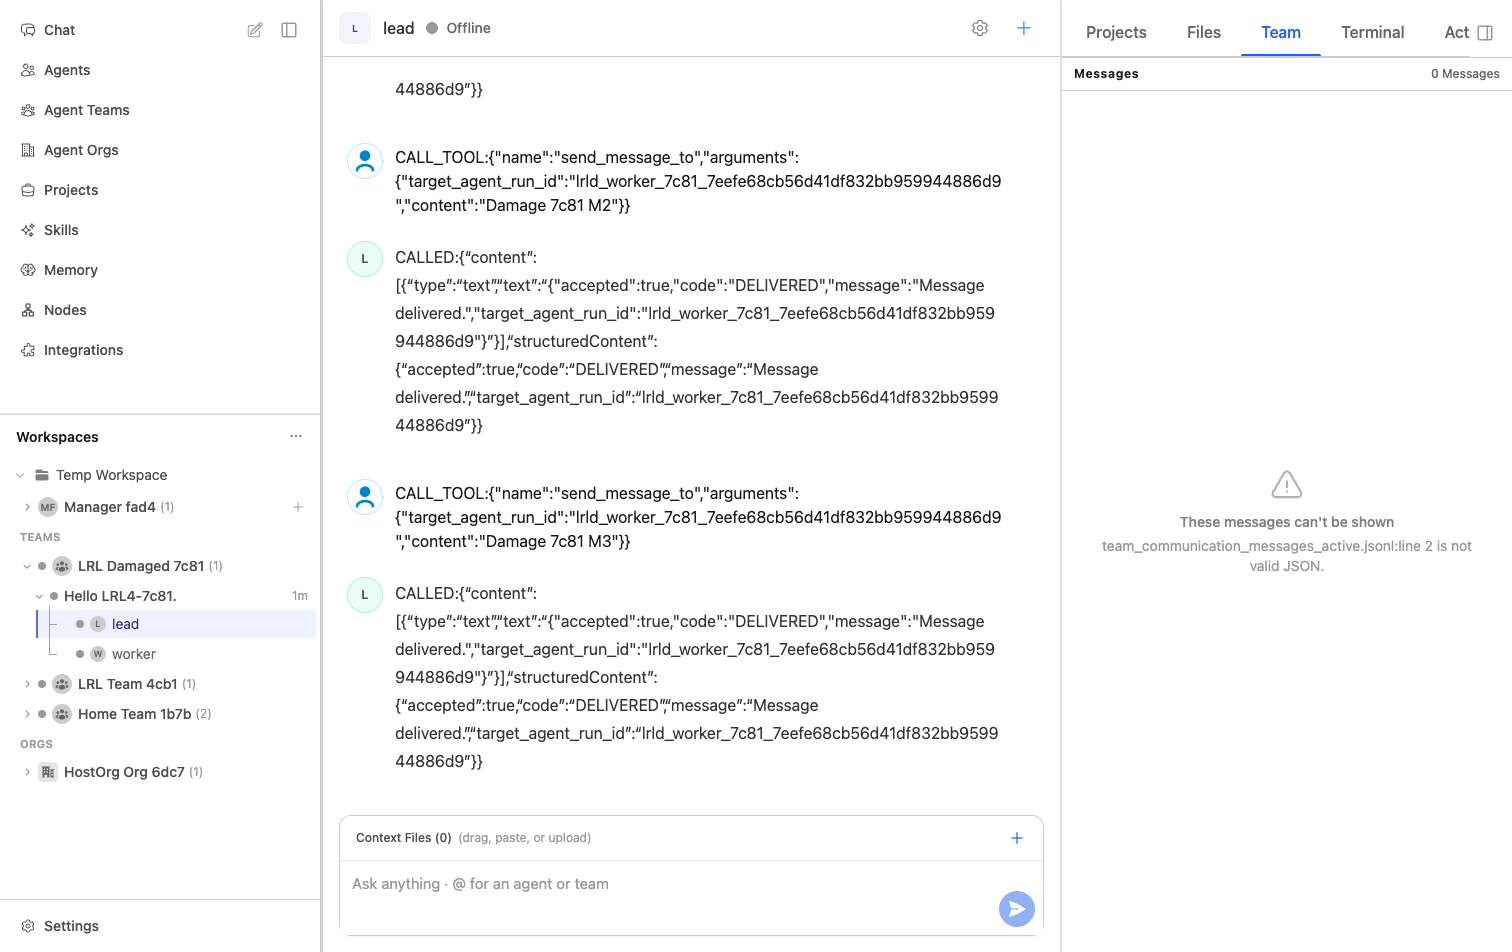 Chat
Agents
Agent Teams
Agent Orgs
Projects
Skills
Memory
Nodes
Integrations
Workspaces
Temp Workspace
MF Manager fad4 (1)
TEAMS
LRL Damaged 7c81 (1)
Hello LRL4-7c81. 1m
L lead
W worker
LRL Team 4cb1 (1)
Home Team 1b7b (2)
ORGS
HostOrg Org 6dc7 (1)
Settings
L lead Offline
44886d9”}}
CALL_TOOL:{"name":"send_message_to","arguments":
{"target_agent_run_id":"lrld_worker_7c81_7eefe68cb56d41df832bb959944886d9
","content":"Damage 7c81 M2"}}
L
CALLED:{“content”:
[{“type”:“text”,“text”:“{"accepted":true,"code":"DELIVERED","message":"Message
delivered.","target_agent_run_id":"lrld_worker_7c81_7eefe68cb56d41df832bb959
944886d9"}”}],“structuredContent”:
{“accepted”:true,“code”:“DELIVERED”,“message”:“Message
delivered.”,“target_agent_run_id”:“lrld_worker_7c81_7eefe68cb56d41df832bb9599
44886d9”}}
CALL_TOOL:{"name":"send_message_to","arguments":
{"target_agent_run_id":"lrld_worker_7c81_7eefe68cb56d41df832bb959944886d9
","content":"Damage 7c81 M3"}}
L
CALLED:{“content”:
[{“type”:“text”,“text”:“{"accepted":true,"code":"DELIVERED","message":"Message
delivered.","target_agent_run_id":"lrld_worker_7c81_7eefe68cb56d41df832bb959
944886d9"}”}],“structuredContent”:
{“accepted”:true,“code”:“DELIVERED”,“message”:“Message
delivered.”,“target_agent_run_id”:“lrld_worker_7c81_7eefe68cb56d41df832bb9599
44886d9”}}
Context Files (0) (drag, paste, or upload)
Ask anything · @ for an agent or team
Projects Files Team Terminal Act
Messages 0 Messages
These messages can't be shown
team_communication_messages_active.jsonl:line 2 is not
valid JSON.